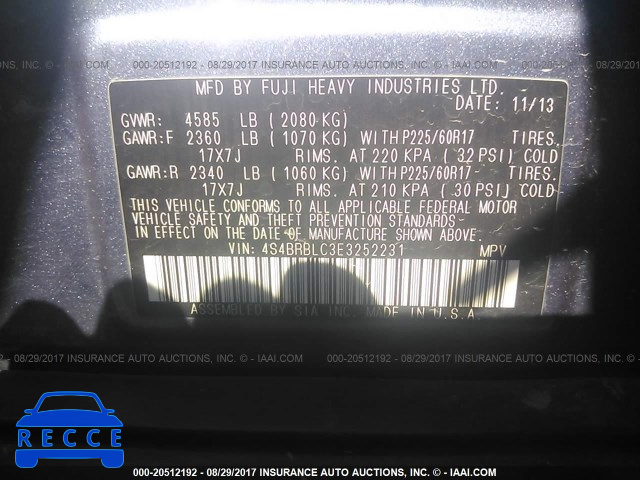 000-20512192 - 08/29/2017 INSURANCE AUTO AUCTIONS, INC. © - IAAI.COM
000-20512192 - 08/29/2017 INSURANCE AUTO AUCTIONS,
MFD BY FUJI HEAVY INDUSTRIES LTD.
DATE: 11/13
GVWR: 4585 LB (2080 KG)
GAWR:F 2360 LB (1070 KG) WITH P225/60R17 TIRES,
17X7J RIMS, AT 220 KPA (32 PSI) COLD
GAWR:R 2340 LB (1060 KG) WITH P225/60R17 TIRES,
17X7J RIMS, AT 210 KPA (30 PSI) COLD
THIS VEHICLE CONFORMS TO ALL APPLICABLE FEDERAL MOTOR
VEHICLE SAFETY AND THEFT PREVENTION STANDARDS
IN EFFECT ON THE DATE OF MANUFACTURE SHOWN ABOVE.
VIN: 4S4BRBLC3E3252231 MPV
ASSEMBLED BY SIA INC. MADE IN U.S.A.
INSURANCE AUTO AUCTIONS, INC. © - IAAI.COM
000-20512192 - 08/29/2017 INSURANCE AUTO AUCTIONS, INC. © - IAAI.COM
RECCE
000-20512192 - 08/29/2017 INSURANCE AUTO AUCTIONS, INC. © - IAAI.COM